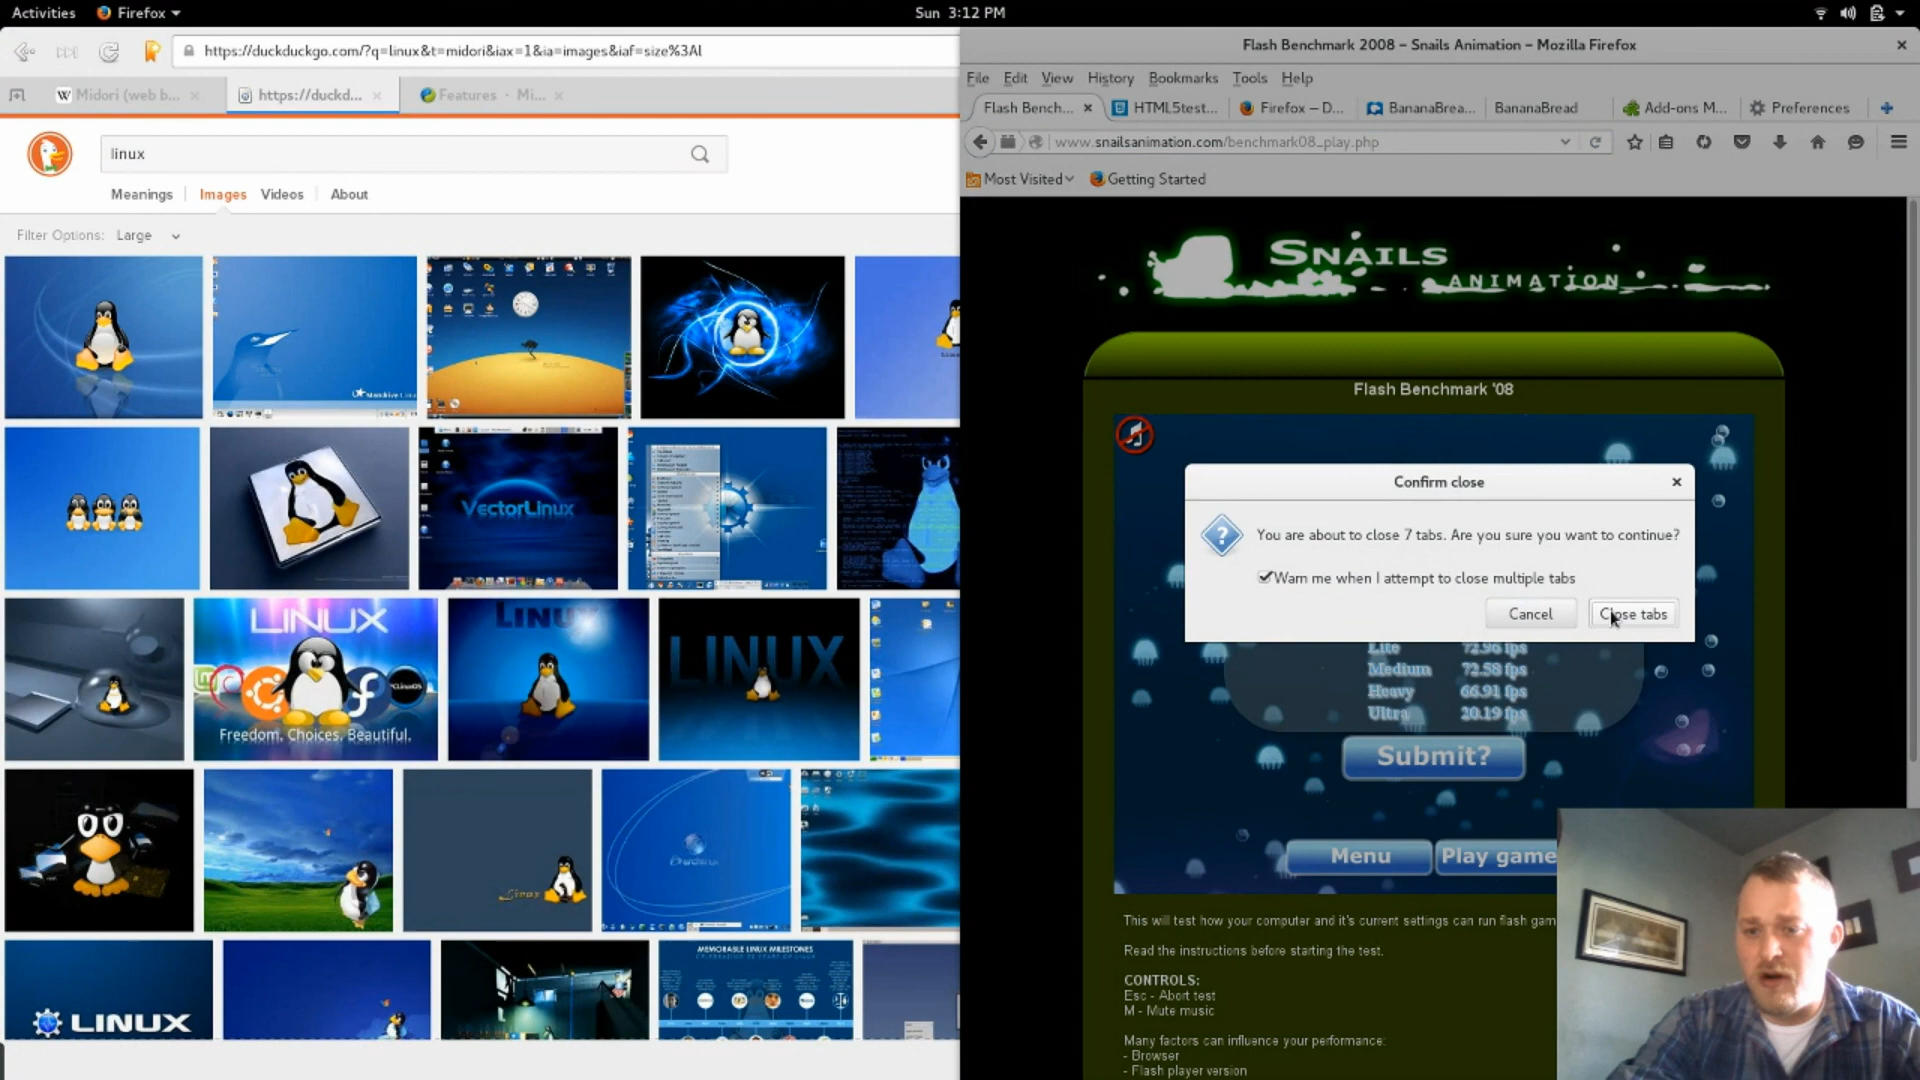 Activities
Firefox
Sun 3:12 PM
https://duckduckgo.com/?q=linux&t=midori&iax=1&ia=images&iaf=size%3Al
Midori (web b...
https://duckd...
Features · Mi...
linux
Meanings
Images
Videos
About
Filter Options: Large
VectorLinux
LINUX
Freedom. Choices. Beautiful.
LINUX
LINUX
Linux
MEMORABLE LINUX MILESTONES
LINUX
Flash Benchmark 2008 – Snails Animation – Mozilla Firefox
File Edit View History Bookmarks Tools Help
Flash Bench...
HTML5test...
Firefox – D...
BananaBrea...
BananaBread
Add-ons M...
Preferences
www.snailsanimation.com/benchmark08_play.php
Most Visited
Getting Started
SNAILS
ANIMATION
Flash Benchmark '08
Confirm close
You are about to close 7 tabs. Are you sure you want to continue?
Warn me when I attempt to close multiple tabs
Cancel
Close tabs
Lite 72.96 fps
Medium 72.58 fps
Heavy 66.91 fps
Ultra 20.19 fps
Submit?
Menu
Play game
This will test how your computer and it's current settings can run flash gam
Read the instructions before starting the test.
CONTROLS:
Esc - Abort test
M - Mute music
Many factors can influence your performance:
- Browser
- Flash player version